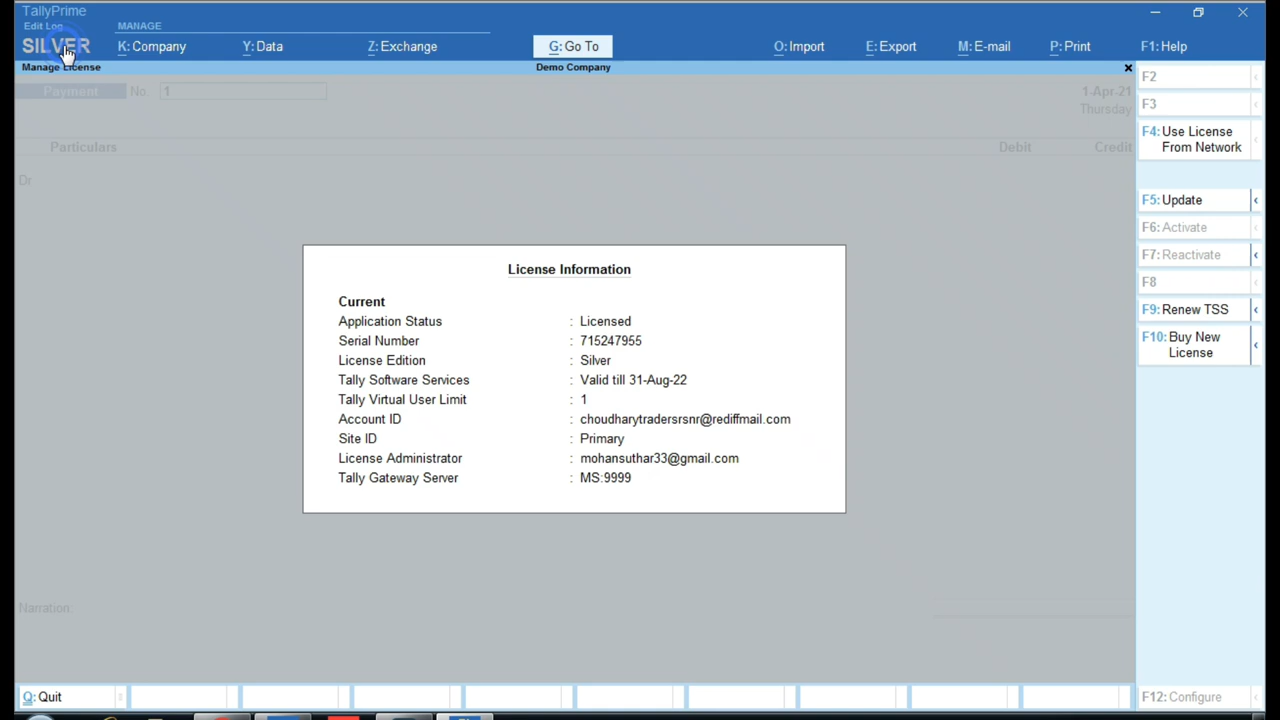 TallyPrime
Edit Log
MANAGE
SILVER
K: Company
Y: Data
Z: Exchange
G: Go To
O: Import
E: Export
M: E-mail
P: Print
F1: Help
Manage License
Demo Company
Payment No. 1
1-Apr-21
Thursday
Particulars
Debit
Credit
Dr
License Information
Current
Application Status : Licensed
Serial Number : 715247955
License Edition : Silver
Tally Software Services : Valid till 31-Aug-22
Tally Virtual User Limit : 1
Account ID : choudharytradersrsnr@rediffmail.com
Site ID : Primary
License Administrator : mohansuthar33@gmail.com
Tally Gateway Server : MS:9999
Narration:
F2
F3
F4: Use License
From Network
F5: Update
F6: Activate
F7: Reactivate
F8
F9: Renew TSS
F10: Buy New
License
Q: Quit
F12: Configure